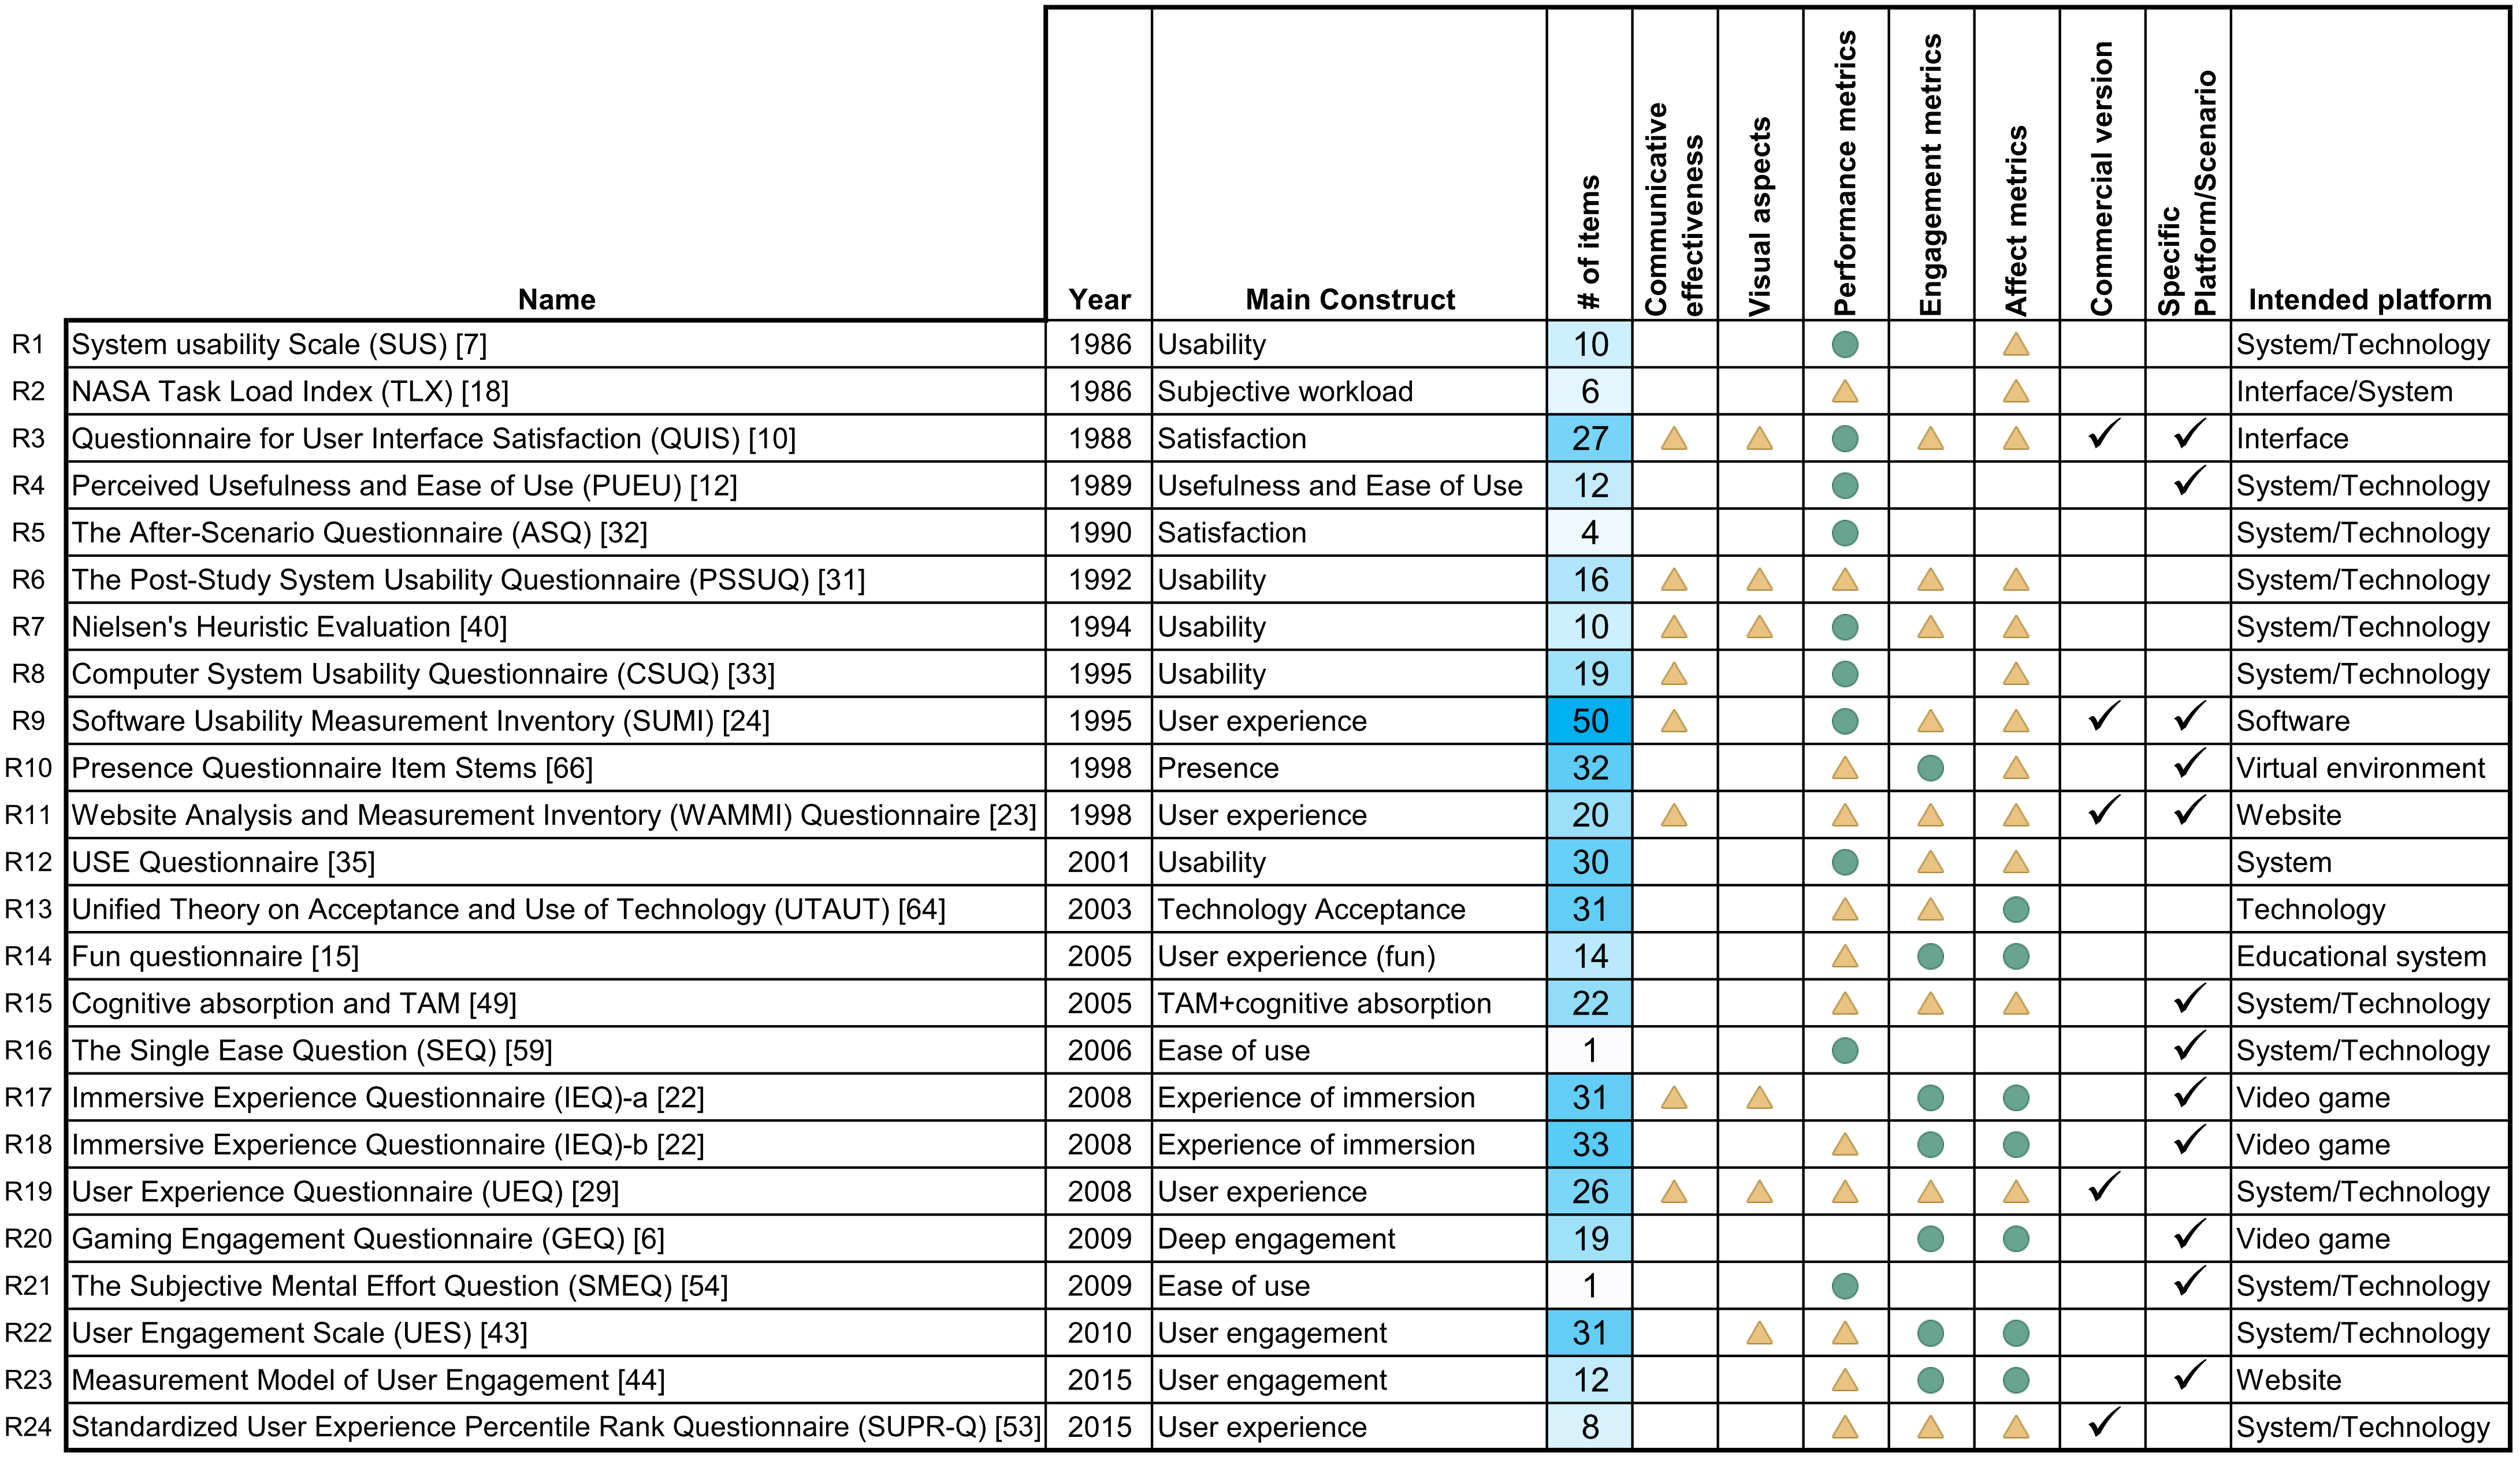 Name Year Main Construct # of items Communicative effectiveness Visual aspects Performance metrics Engagement metrics Affect metrics Commercial version Specific Platform/Scenario Intended platform
R1 System usability Scale (SUS) [7] 1986 Usability 10 System/Technology
R2 NASA Task Load Index (TLX) [18] 1986 Subjective workload 6 Interface/System
R3 Questionnaire for User Interface Satisfaction (QUIS) [10] 1988 Satisfaction 27 ✓ ✓ Interface
R4 Perceived Usefulness and Ease of Use (PUEU) [12] 1989 Usefulness and Ease of Use 12 ✓ System/Technology
R5 The After-Scenario Questionnaire (ASQ) [32] 1990 Satisfaction 4 System/Technology
R6 The Post-Study System Usability Questionnaire (PSSUQ) [31] 1992 Usability 16 System/Technology
R7 Nielsen's Heuristic Evaluation [40] 1994 Usability 10 System/Technology
R8 Computer System Usability Questionnaire (CSUQ) [33] 1995 Usability 19 System/Technology
R9 Software Usability Measurement Inventory (SUMI) [24] 1995 User experience 50 ✓ ✓ Software
R10 Presence Questionnaire Item Stems [66] 1998 Presence 32 ✓ Virtual environment
R11 Website Analysis and Measurement Inventory (WAMMI) Questionnaire [23] 1998 User experience 20 ✓ ✓ Website
R12 USE Questionnaire [35] 2001 Usability 30 System
R13 Unified Theory on Acceptance and Use of Technology (UTAUT) [64] 2003 Technology Acceptance 31 Technology
R14 Fun questionnaire [15] 2005 User experience (fun) 14 Educational system
R15 Cognitive absorption and TAM [49] 2005 TAM+cognitive absorption 22 ✓ System/Technology
R16 The Single Ease Question (SEQ) [59] 2006 Ease of use 1 ✓ System/Technology
R17 Immersive Experience Questionnaire (IEQ)-a [22] 2008 Experience of immersion 31 ✓ Video game
R18 Immersive Experience Questionnaire (IEQ)-b [22] 2008 Experience of immersion 33 ✓ Video game
R19 User Experience Questionnaire (UEQ) [29] 2008 User experience 26 ✓ System/Technology
R20 Gaming Engagement Questionnaire (GEQ) [6] 2009 Deep engagement 19 ✓ Video game
R21 The Subjective Mental Effort Question (SMEQ) [54] 2009 Ease of use 1 ✓ System/Technology
R22 User Engagement Scale (UES) [43] 2010 User engagement 31 System/Technology
R23 Measurement Model of User Engagement [44] 2015 User engagement 12 ✓ Website
R24 Standardized User Experience Percentile Rank Questionnaire (SUPR-Q) [53] 2015 User experience 8 ✓ System/Technology